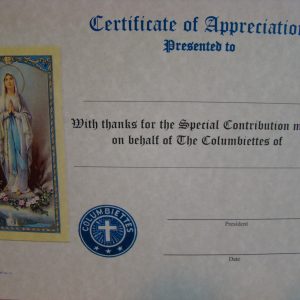 Certificate of Appreciation
Presented to
With thanks for the Special Contribution m
on behalf of The Columbiettes of
COLUMBIETTES
President
Date